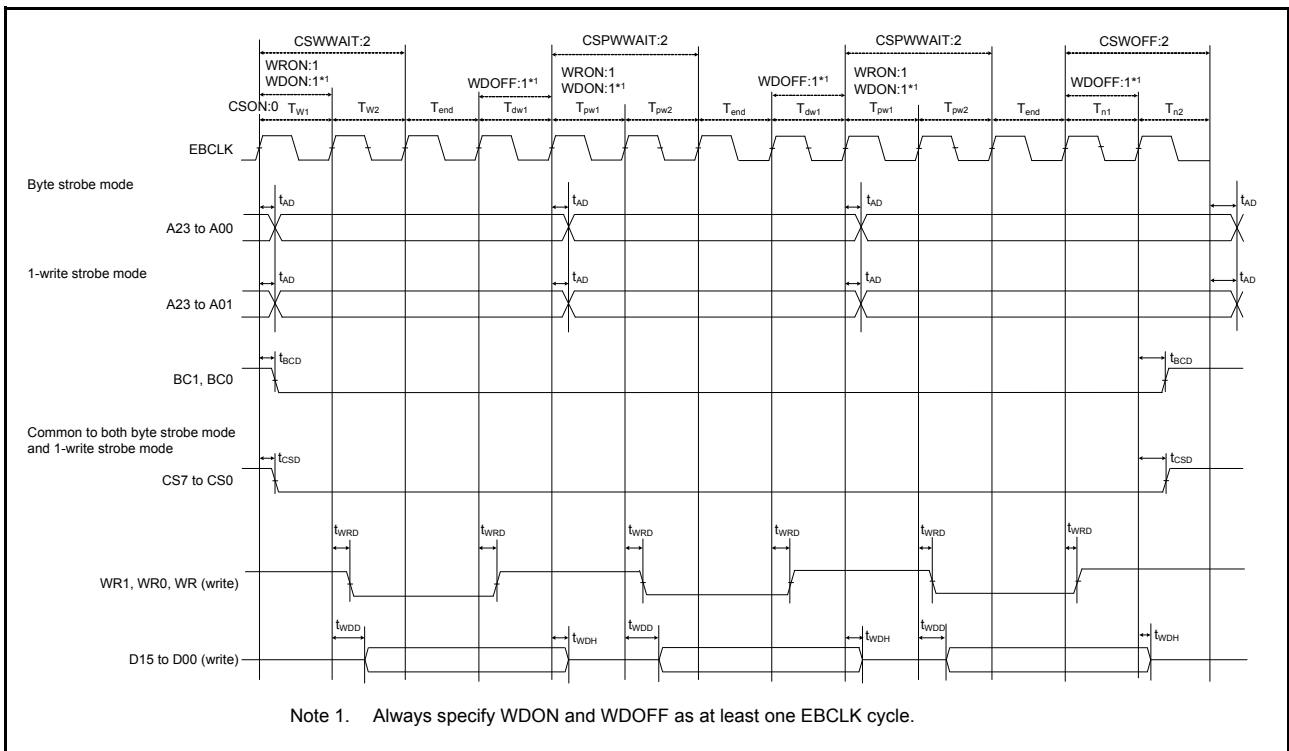 CSWWAIT:2 CSPWWAIT:2 CSPWWAIT:2 CSWOFF:2
WRON:1 WRON:1 WRON:1
WDON:1*1 WDOFF:1*1 WDON:1*1 WDOFF:1*1 WDON:1*1 WDOFF:1*1
CSON:0 TW1 TW2 Tend Tdw1 Tpw1 Tpw2 Tend Tdw1 Tpw1 Tpw2 Tend Tn1 Tn2
EBCLK
Byte strobe mode
tAD tAD tAD tAD
A23 to A00
1-write strobe mode
tAD tAD tAD tAD
A23 to A01
tBCD tBCD
BC1, BC0
Common to both byte strobe mode
and 1-write strobe mode
tCSD tCSD
CS7 to CS0
tWRD tWRD tWRD tWRD tWRD tWRD
WR1, WR0, WR (write)
tWDD tWDH tWDD tWDH tWDD tWDH
D15 to D00 (write)
Note 1. Always specify WDON and WDOFF as at least one EBCLK cycle.